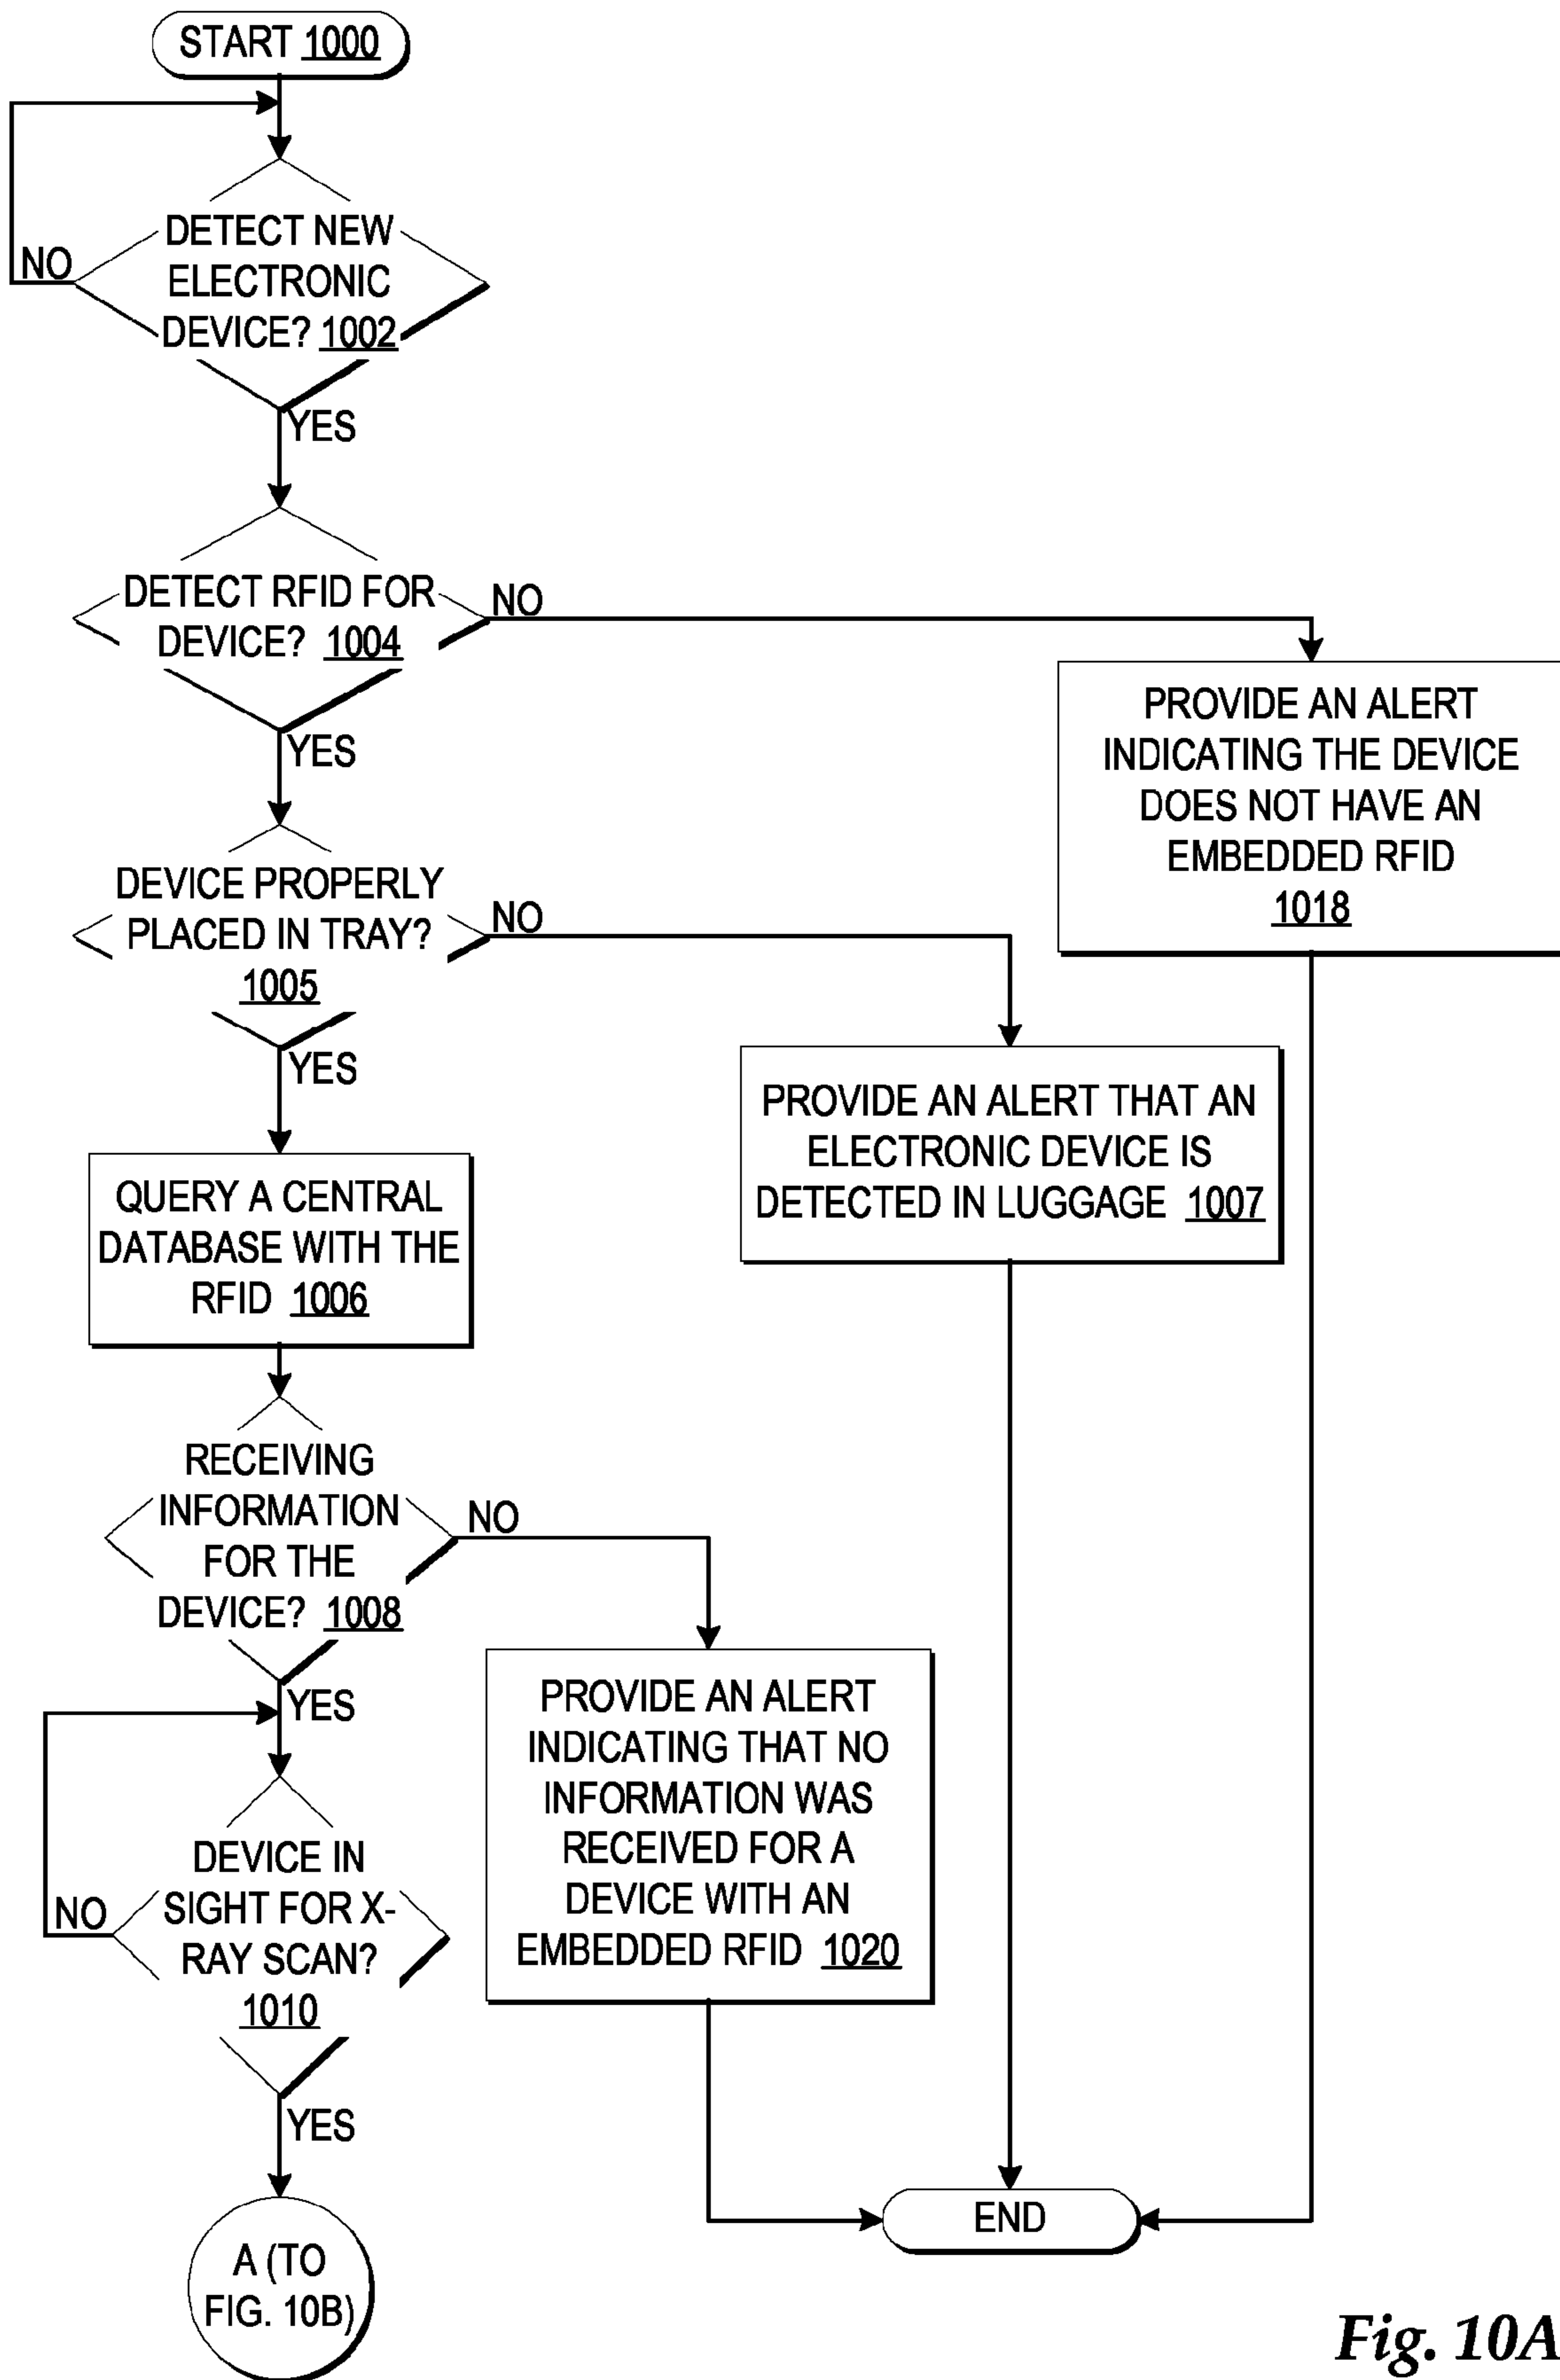 START 1000
DETECT NEW
ELECTRONIC
DEVICE? 1002
NO
YES
DETECT RFID FOR
DEVICE? 1004
NO
YES
PROVIDE AN ALERT
INDICATING THE DEVICE
DOES NOT HAVE AN
EMBEDDED RFID
1018
DEVICE PROPERLY
PLACED IN TRAY?
1005
NO
YES
PROVIDE AN ALERT THAT AN
ELECTRONIC DEVICE IS
DETECTED IN LUGGAGE 1007
QUERY A CENTRAL
DATABASE WITH THE
RFID 1006
RECEIVING
INFORMATION
FOR THE
DEVICE? 1008
NO
YES
PROVIDE AN ALERT
INDICATING THAT NO
INFORMATION WAS
RECEIVED FOR A
DEVICE WITH AN
EMBEDDED RFID 1020
DEVICE IN
SIGHT FOR X-
RAY SCAN?
1010
NO
YES
END
A (TO
FIG. 10B)
Fig. 10A